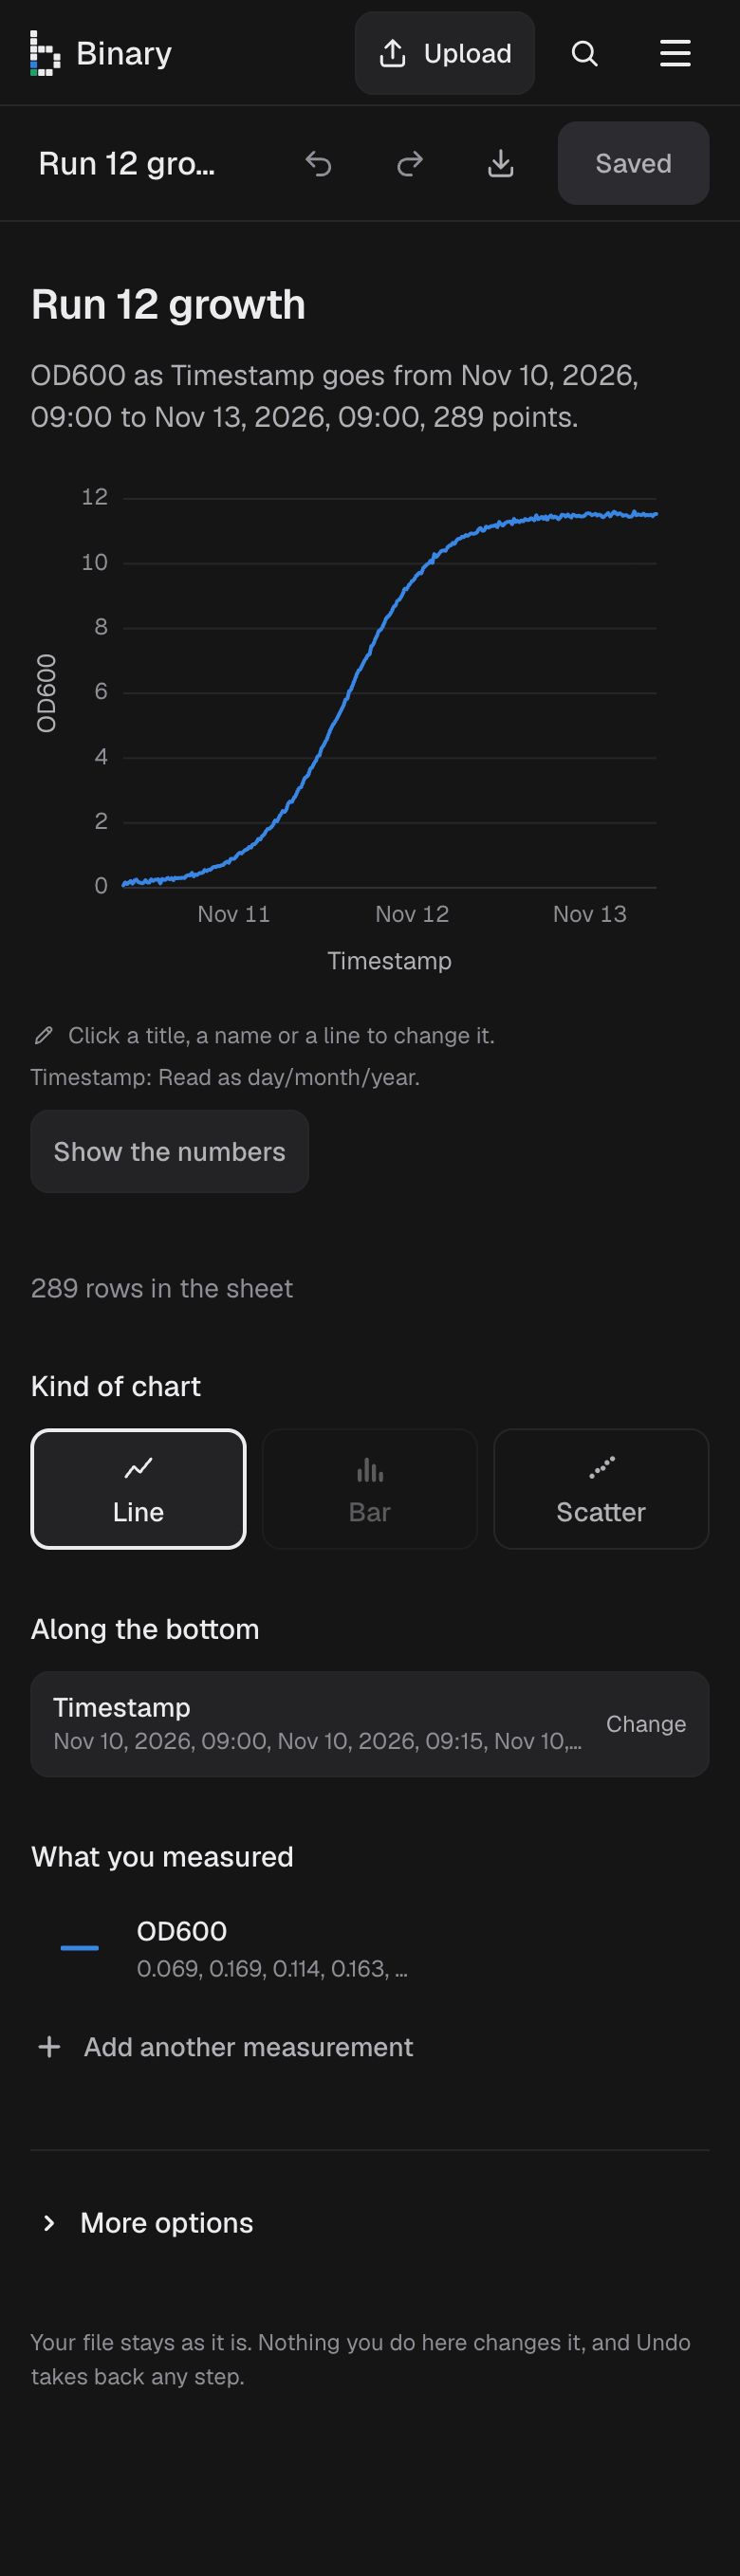 Binary
Upload
Run 12 gro...
Saved
Run 12 growth
OD600 as Timestamp goes from Nov 10, 2026,
09:00 to Nov 13, 2026, 09:00, 289 points.
12
10
8
6
4
2
0
OD600
Nov 11 Nov 12 Nov 13
Timestamp
Click a title, a name or a line to change it.
Timestamp: Read as day/month/year.
Show the numbers
289 rows in the sheet
Kind of chart
Line
Bar
Scatter
Along the bottom
Timestamp
Nov 10, 2026, 09:00, Nov 10, 2026, 09:15, Nov 10,...
Change
What you measured
OD600
0.069, 0.169, 0.114, 0.163, ...
Add another measurement
More options
Your file stays as it is. Nothing you do here changes it, and Undo
takes back any step.